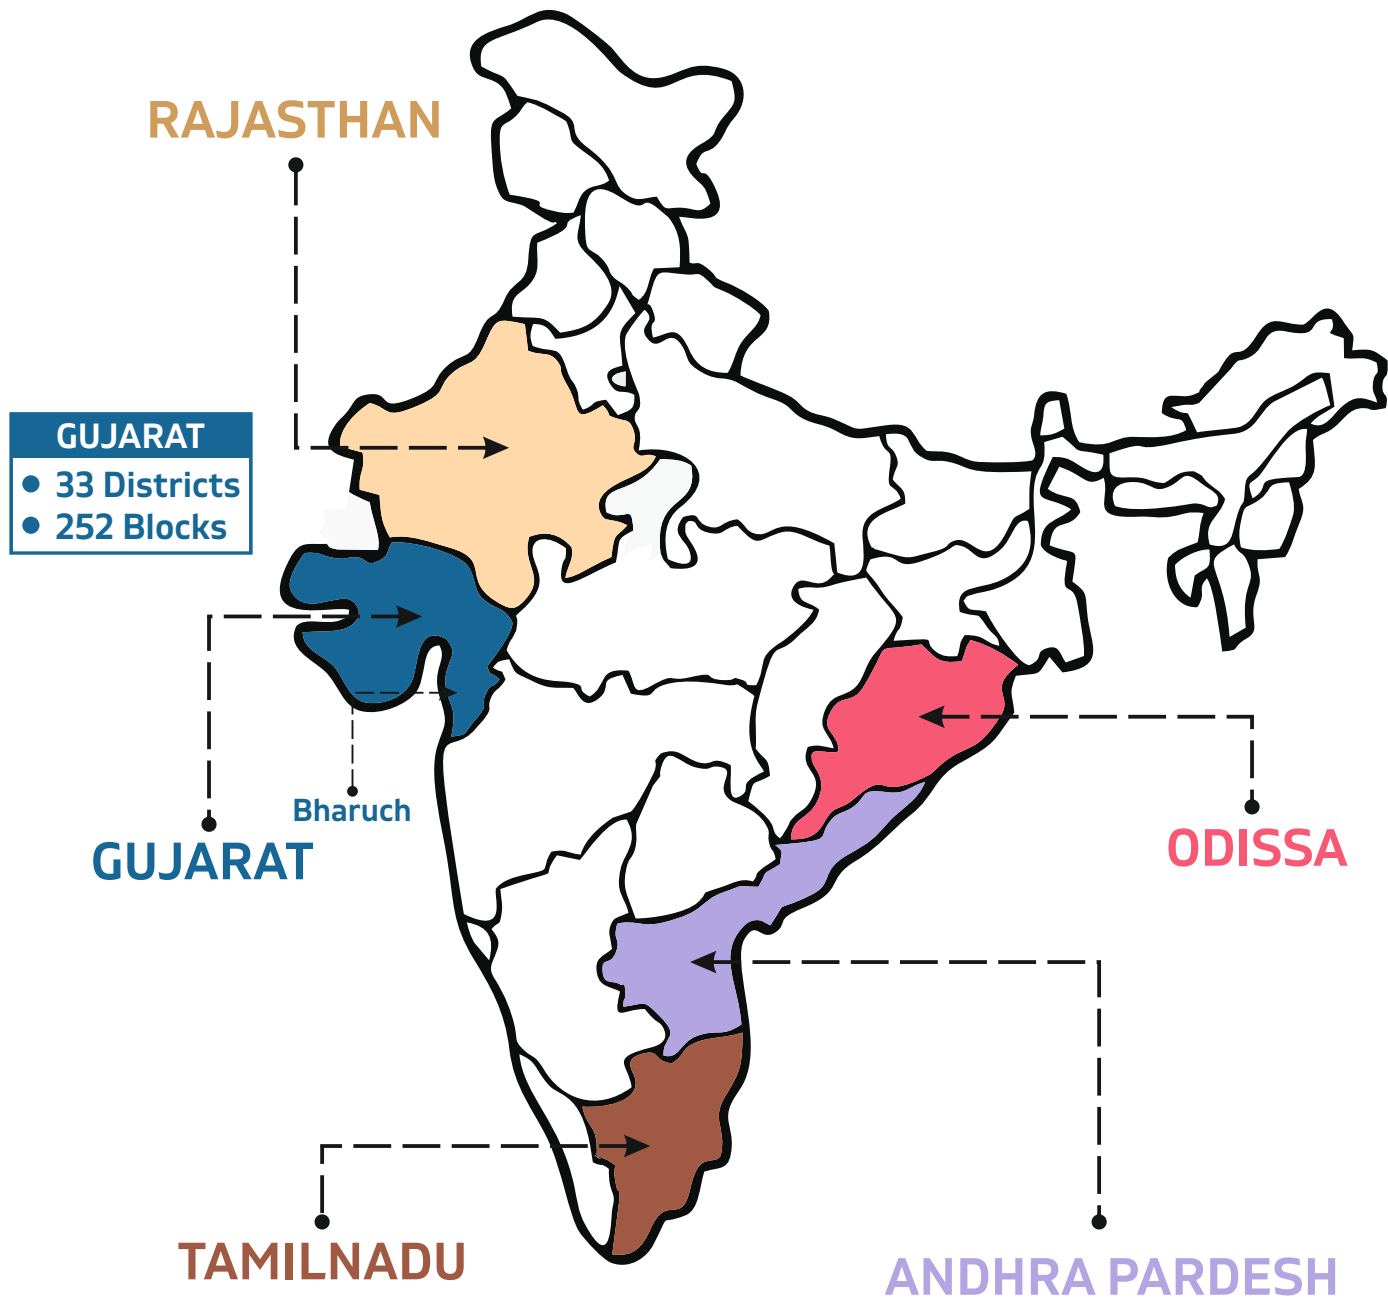 RAJASTHAN
GUJARAT
33 Districts
252 Blocks
Bharuch
GUJARAT
ODISSA
TAMILNADU
ANDHRA PARDESH